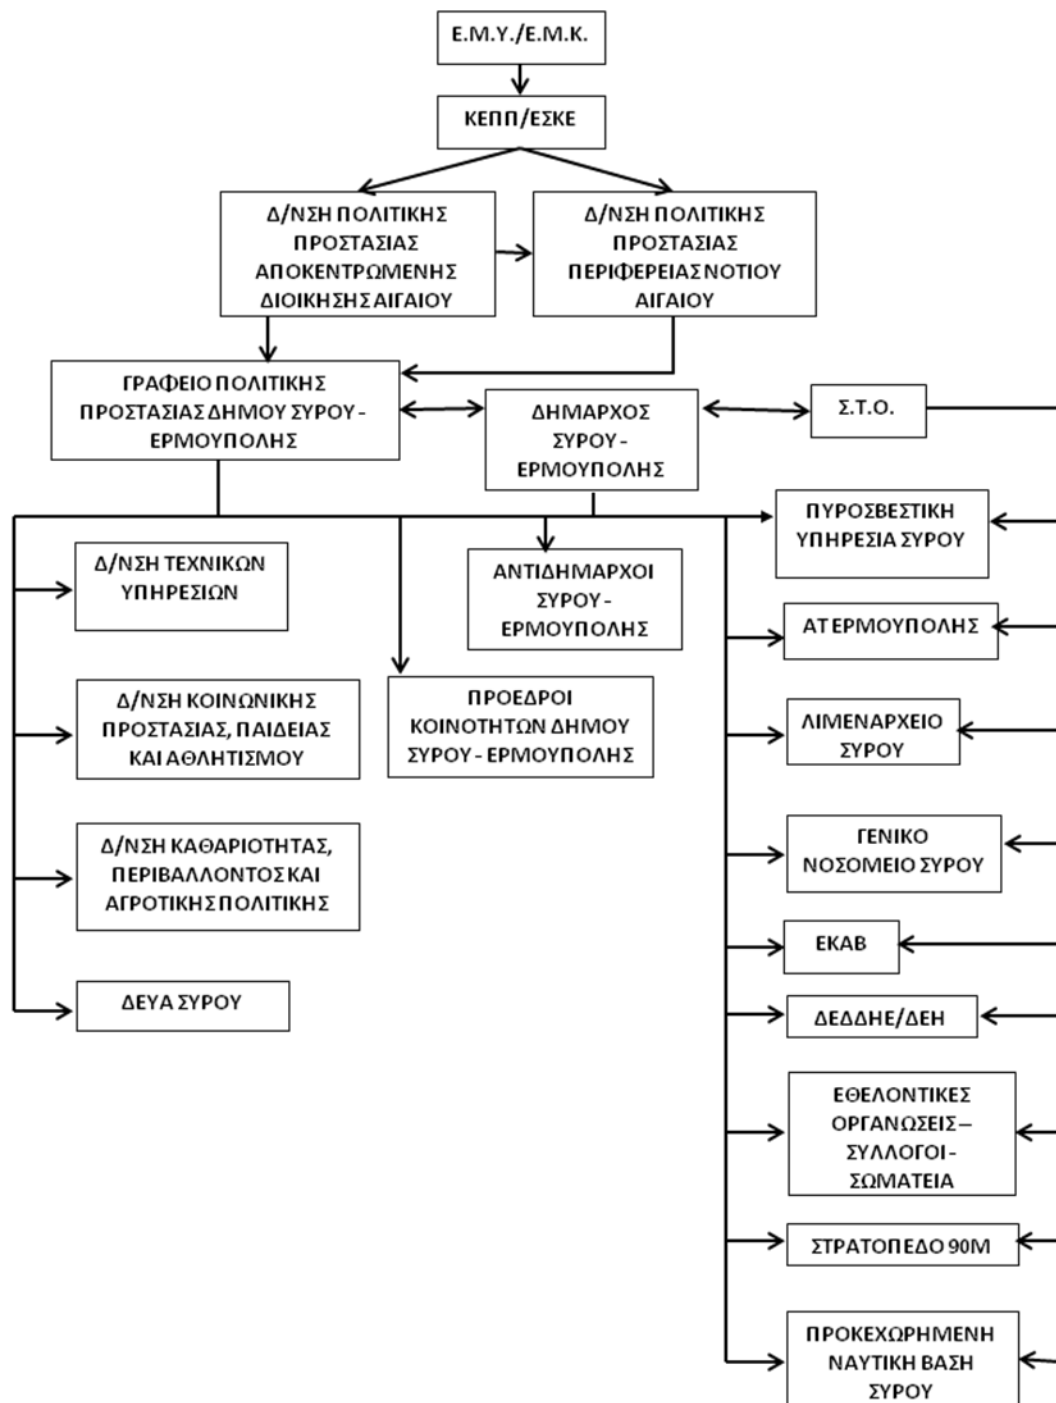 Ε.Μ.Υ./Ε.Μ.Κ.
ΚΕΠΠ/ΕΣΚΕ
Δ/ΝΣΗ ΠΟΛΙΤΙΚΗΣ
ΠΡΟΣΤΑΣΙΑΣ
ΑΠΟΚΕΝΤΡΩΜΕΝΗΣ
ΔΙΟΙΚΗΣΗΣ ΑΙΓΑΙΟΥ
Δ/ΝΣΗ ΠΟΛΙΤΙΚΗΣ
ΠΡΟΣΤΑΣΙΑΣ
ΠΕΡΙΦΕΡΕΙΑΣ ΝΟΤΙΟΥ
ΑΙΓΑΙΟΥ
ΓΡΑΦΕΙΟ ΠΟΛΙΤΙΚΗΣ
ΠΡΟΣΤΑΣΙΑΣ ΔΗΜΟΥ ΣΥΡΟΥ -
ΕΡΜΟΥΠΟΛΗΣ
ΔΗΜΑΡΧΟΣ
ΣΥΡΟΥ -
ΕΡΜΟΥΠΟΛΗΣ
Σ.Τ.Ο.
Δ/ΝΣΗ ΤΕΧΝΙΚΩΝ
ΥΠΗΡΕΣΙΩΝ
Δ/ΝΣΗ ΚΟΙΝΩΝΙΚΗΣ
ΠΡΟΣΤΑΣΙΑΣ, ΠΑΙΔΕΙΑΣ
ΚΑΙ ΑΘΛΗΤΙΣΜΟΥ
Δ/ΝΣΗ ΚΑΘΑΡΙΟΤΗΤΑΣ,
ΠΕΡΙΒΑΛΛΟΝΤΟΣ ΚΑΙ
ΑΓΡΟΤΙΚΗΣ ΠΟΛΙΤΙΚΗΣ
ΔΕΥΑ ΣΥΡΟΥ
ΑΝΤΙΔΗΜΑΡΧΟΙ
ΣΥΡΟΥ -
ΕΡΜΟΥΠΟΛΗΣ
ΠΡΟΕΔΡΟΙ
ΚΟΙΝΟΤΗΤΩΝ ΔΗΜΟΥ
ΣΥΡΟΥ - ΕΡΜΟΥΠΟΛΗΣ
ΠΥΡΟΣΒΕΣΤΙΚΗ
ΥΠΗΡΕΣΙΑ ΣΥΡΟΥ
ΑΤ ΕΡΜΟΥΠΟΛΗΣ
ΛΙΜΕΝΑΡΧΕΙΟ
ΣΥΡΟΥ
ΓΕΝΙΚΟ
ΝΟΣΟΜΕΙΟ ΣΥΡΟΥ
ΕΚΑΒ
ΔΕΔΔΗΕ/ΔΕΗ
ΕΘΕΛΟΝΤΙΚΕΣ
ΟΡΓΑΝΩΣΕΙΣ –
ΣΥΛΛΟΓΟΙ -
ΣΩΜΑΤΕΙΑ
ΣΤΡΑΤΟΠΕΔΟ 90Μ
ΠΡΟΚΕΧΩΡΗΜΕΝΗ
ΝΑΥΤΙΚΗ ΒΑΣΗ
ΣΥΡΟΥ